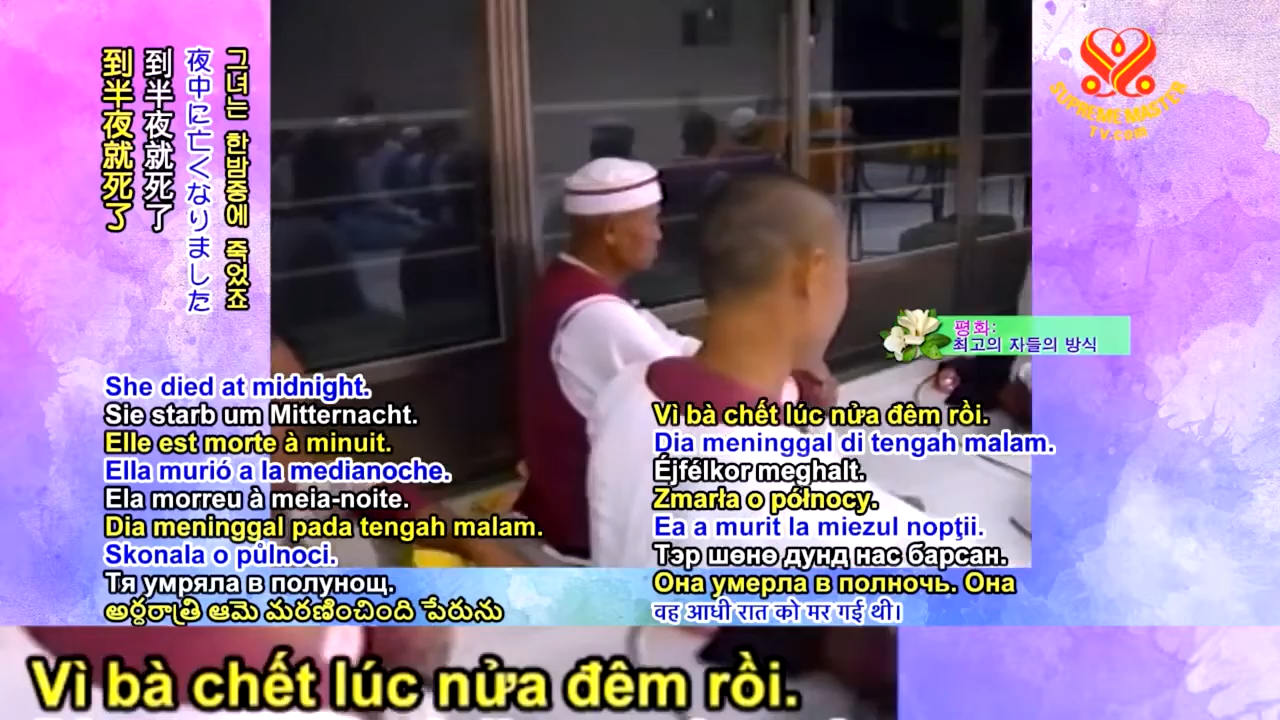 그녀는 한밤중에 죽었죠
夜中に亡くなりました
到半夜就死了
到半夜就死了
SUPREME MASTER
TV.com
평화:
최고의 자들의 방식
She died at midnight.
Sie starb um Mitternacht.
Elle est morte à minuit.
Ella murió a la medianoche.
Ela morreu à meia-noite.
Dia meninggal pada tengah malam.
Skonala o půlnoci.
Тя умряла в полунощ.
అర్ధరాత్రి ఆమె మరణించింది పేరును
Vì bà chết lúc nửa đêm rồi.
Dia meninggal di tengah malam.
Éjfélkor meghalt.
Zmarła o północy.
Ea a murit la miezul nopţii.
Тэр шөнө дунд нас барсан.
Она умерла в полночь. Она
वह आधी रात को मर गई थी।
Vì bà chết lúc nửa đêm rồi.